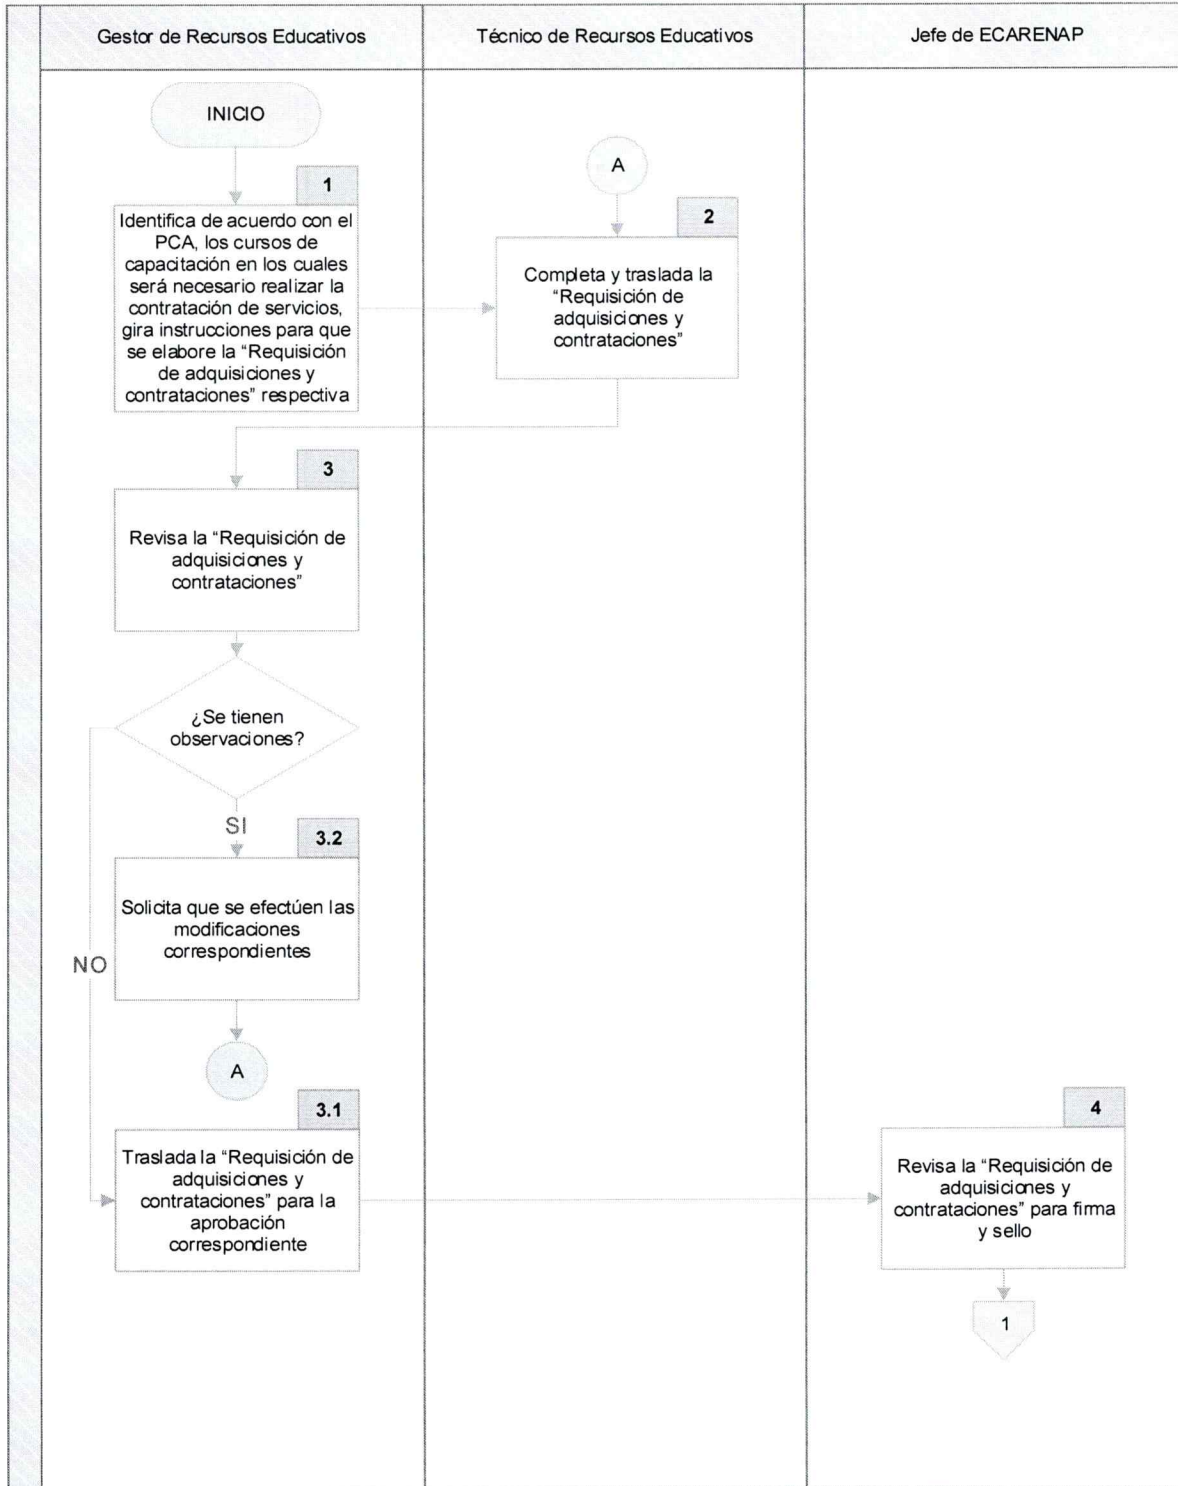 Gestor de Recursos Educativos
Técnico de Recursos Educativos
Jefe de ECARENAP
INICIO
1
Identifica de acuerdo con el
PCA, los cursos de
capacitación en los cuales
será necesario realizar la
contratación de servicios,
gira instrucciones para que
se elabore la “Requisición
de adquisiciones y
contrataciones” respectiva
A
2
Completa y traslada la
“Requisición de
adquisiciones y
contrataciones”
3
Revisa la “Requisición de
adquisiciones y
contrataciones”
¿Se tienen
observaciones?
SI
3.2
Solicita que se efectúen las
modificaciones
correspondientes
NO
A
3.1
Traslada la “Requisición de
adquisiciones y
contrataciones” para la
aprobación
correspondiente
4
Revisa la “Requisición de
adquisiciones y
contrataciones” para firma
y sello
1